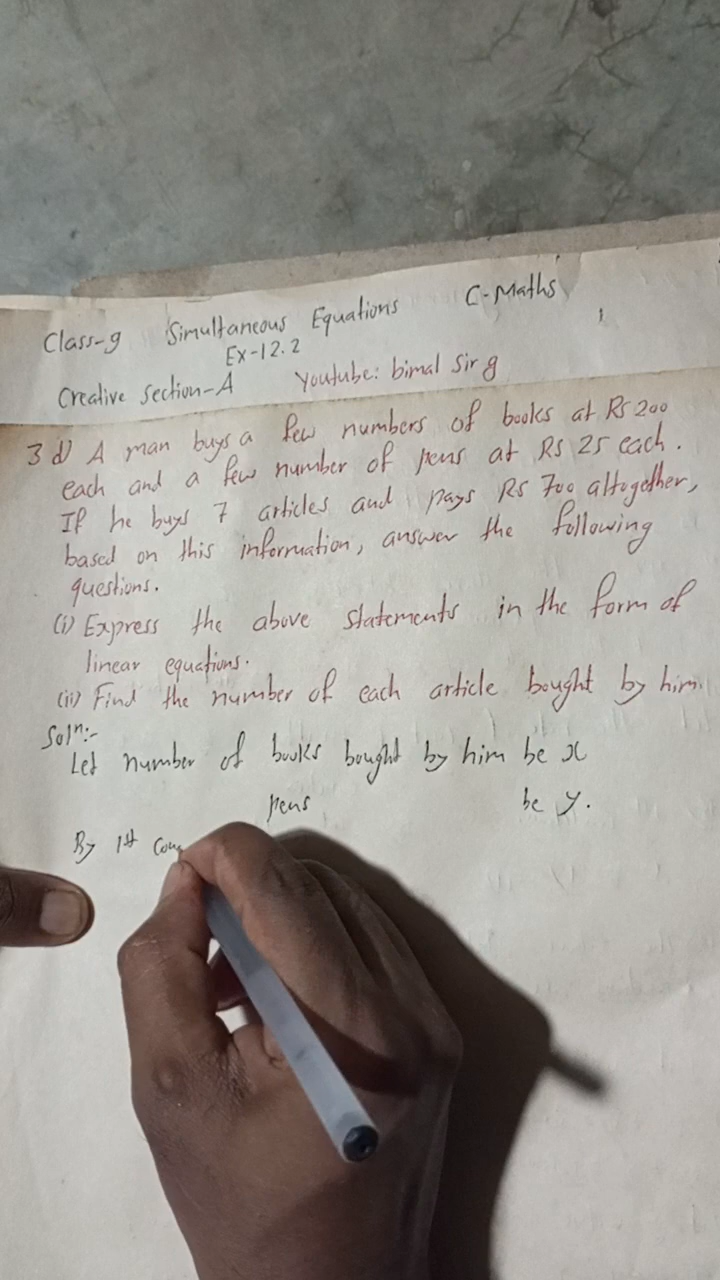 Class-9 Simultaneous Equations C-Maths
Ex-12.2
Creative Section-A Youtube: bimal Sir g
3 d) A man buys a few numbers of books at RS 200
each and a few number of pens at RS 25 each.
If he buys 7 articles and pays RS 700 altogether,
based on this information, answer the following
questions.
(i) Express the above statements in the form of
linear equations.
(ii) Find the number of each article bought by him.
Solⁿ:-
Let number of books bought by him be x
pens be y.
By 1st con